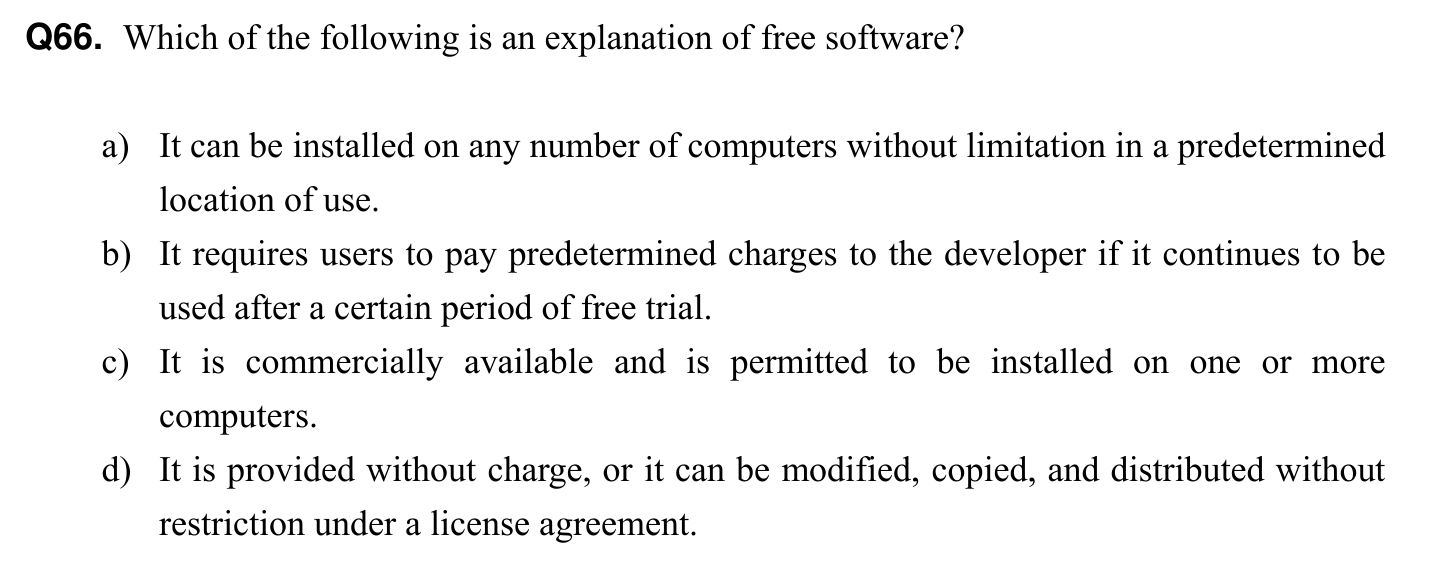 Q66. Which of the following is an explanation of free software?
a) It can be installed on any number of computers without limitation in a predetermined
location of use.
b) It requires users to pay predetermined charges to the developer if it continues to be
used after a certain period of free trial.
c) It is commercially available and is permitted to be installed on one or more
computers.
d) It is provided without charge, or it can be modified, copied, and distributed without
restriction under a license agreement.